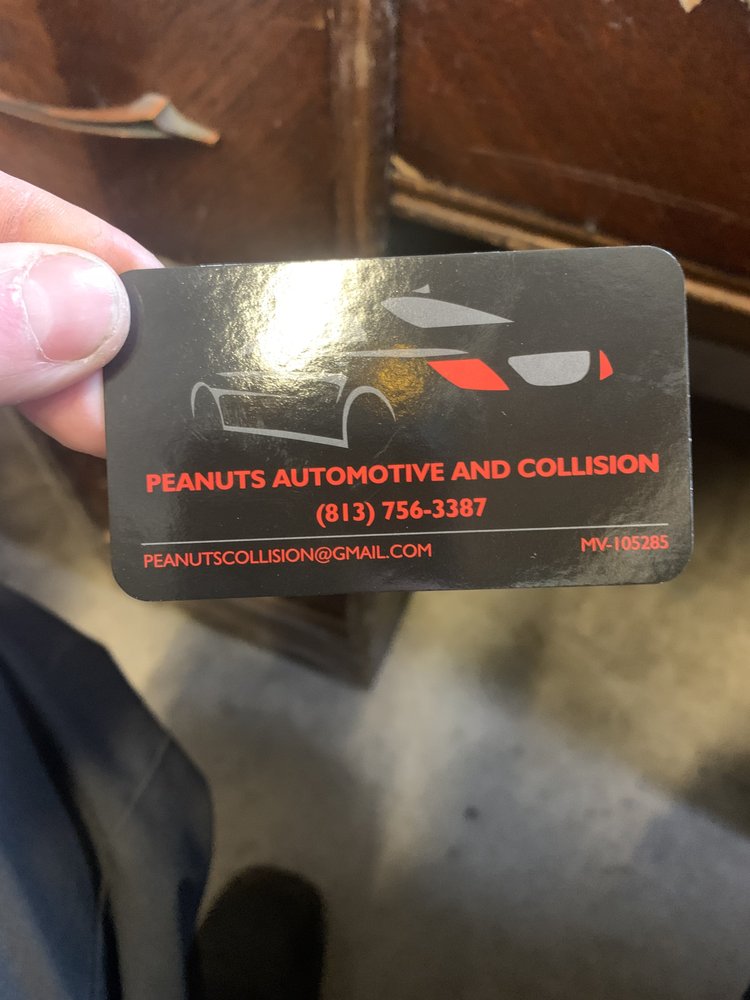 PEANUTS AUTOMOTIVE AND COLLISION
(813) 756-3387
PEANUTSCOLLISION@GMAIL.COM MV-105285